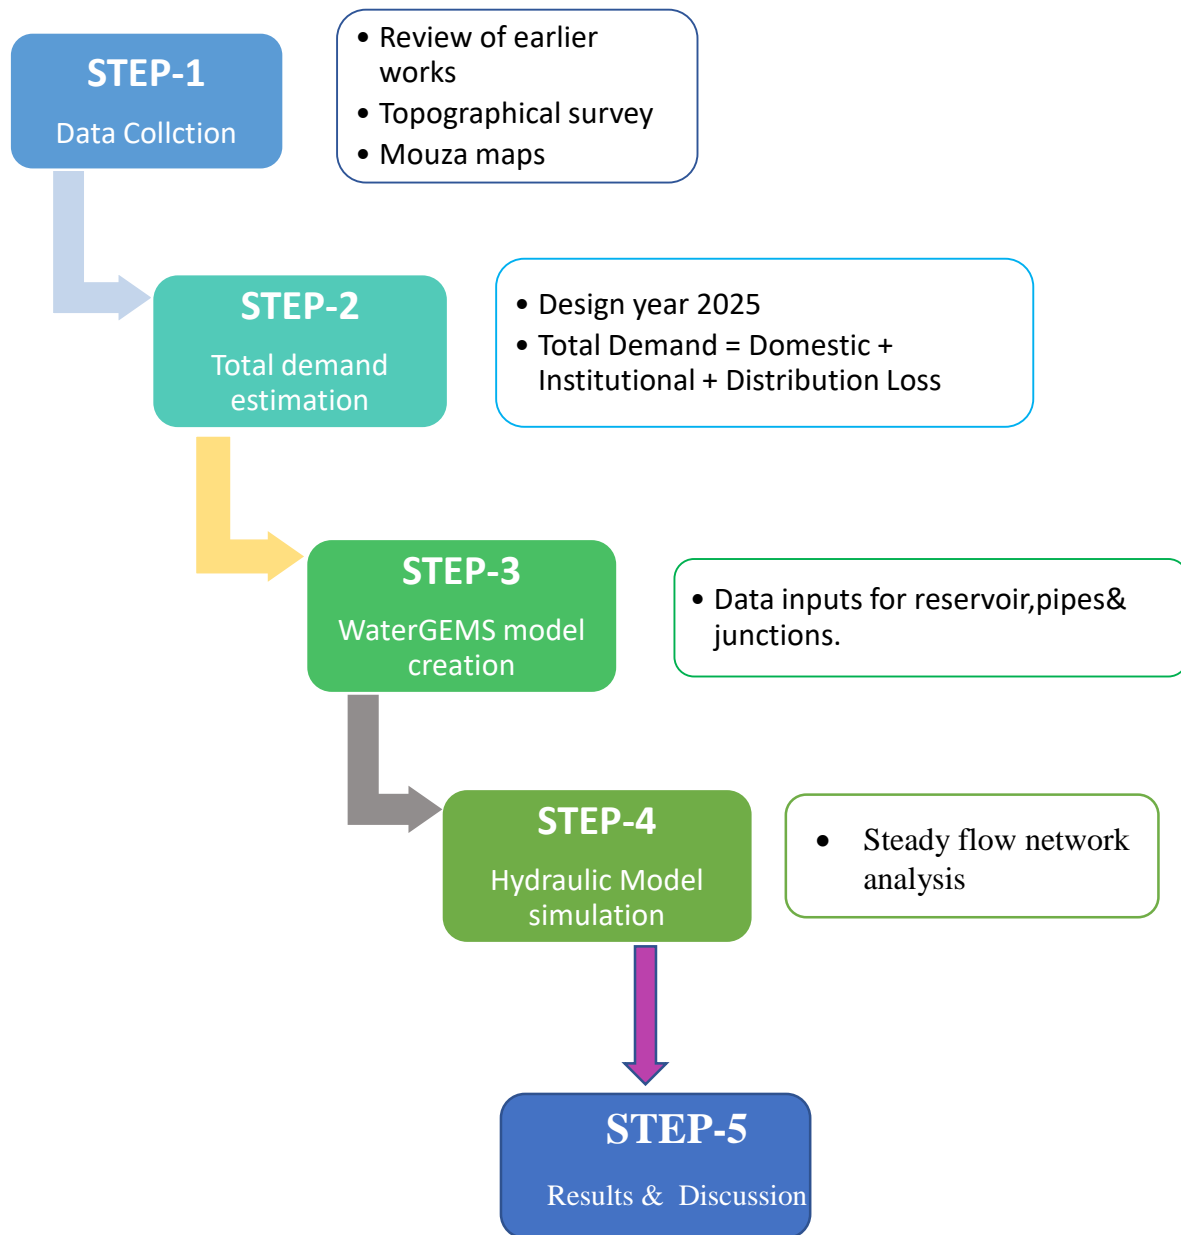 STEP-1
Data Collction
• Review of earlier
works
• Topographical survey
• Mouza maps
STEP-2
Total demand
estimation
• Design year 2025
• Total Demand = Domestic +
Institutional + Distribution Loss
STEP-3
WaterGEMS model
creation
• Data inputs for reservoir,pipes&
junctions.
STEP-4
Hydraulic Model
simulation
• Steady flow network
analysis
STEP-5
Results & Discussion